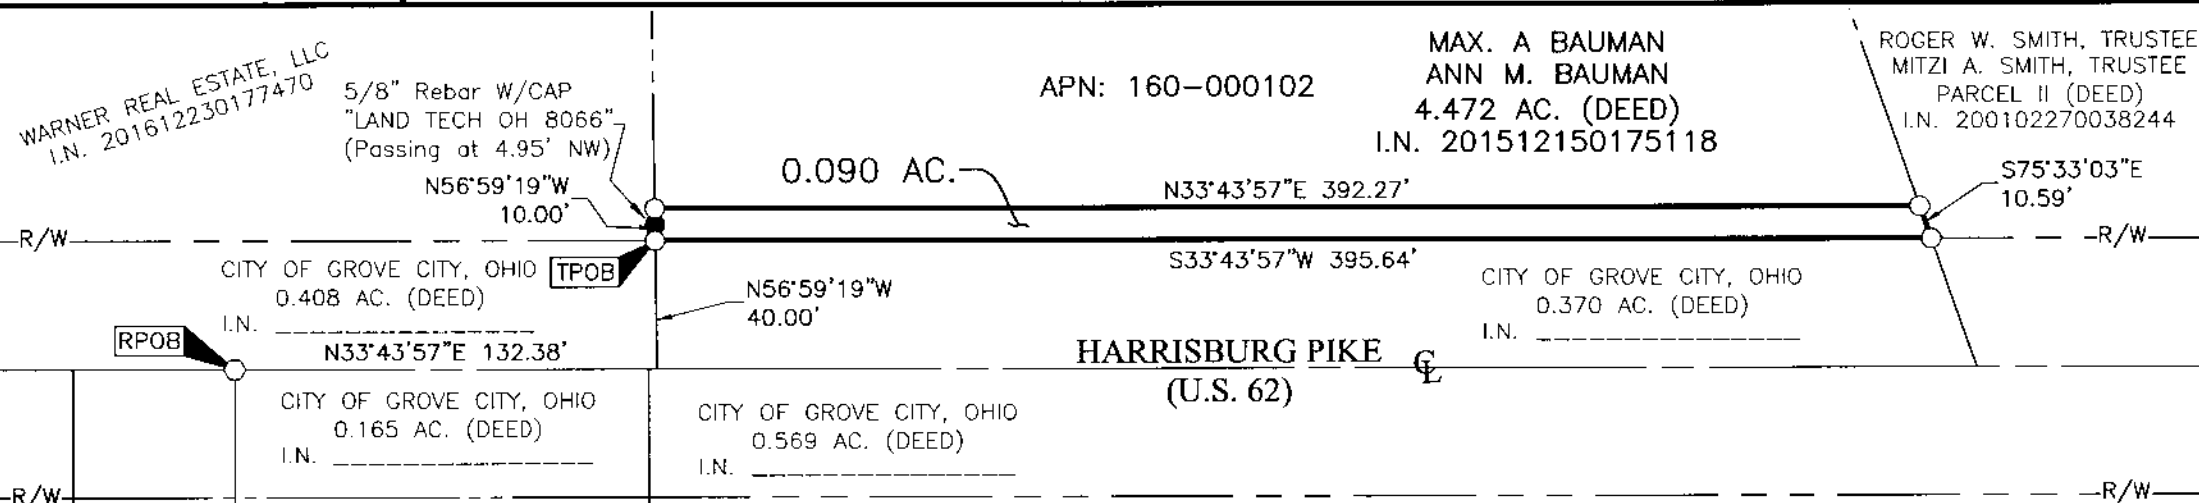 WARNER REAL ESTATE, LLC
I.N. 201612230177470
5/8" Rebar W/CAP
"LAND TECH OH 8066"
(Passing at 4.95' NW)
N56°59'19"W
10.00'
APN: 160-000102
0.090 AC.
MAX. A BAUMAN
ANN M. BAUMAN
4.472 AC. (DEED)
I.N. 201512150175118
ROGER W. SMITH, TRUSTEE
MITZI A. SMITH, TRUSTEE
PARCEL II (DEED)
I.N. 200102270038244
N33°43'57"E 392.27'
S75°33'03"E
10.59'
R/W
R/W
S33°43'57"W 395.64'
CITY OF GROVE CITY, OHIO
0.408 AC. (DEED)
I.N.
TPOB
N56°59'19"W
40.00'
CITY OF GROVE CITY, OHIO
0.370 AC. (DEED)
I.N.
RPOB
N33°43'57"E 132.38'
HARRISBURG PIKE CL
(U.S. 62)
CITY OF GROVE CITY, OHIO
0.165 AC. (DEED)
I.N.
CITY OF GROVE CITY, OHIO
0.569 AC. (DEED)
I.N.
R/W
R/W